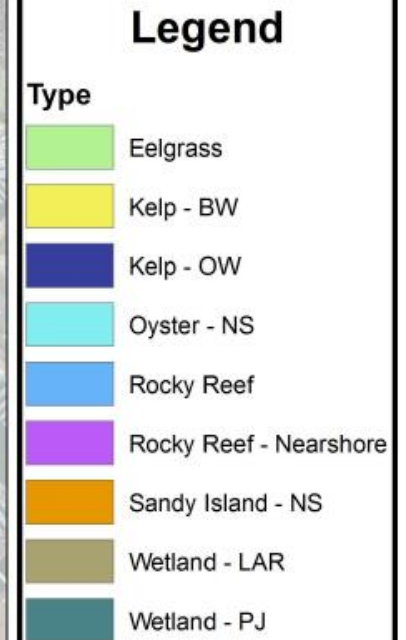 Legend
Type
Eelgrass
Kelp - BW
Kelp - OW
Oyster - NS
Rocky Reef
Rocky Reef - Nearshore
Sandy Island - NS
Wetland - LAR
Wetland - PJ